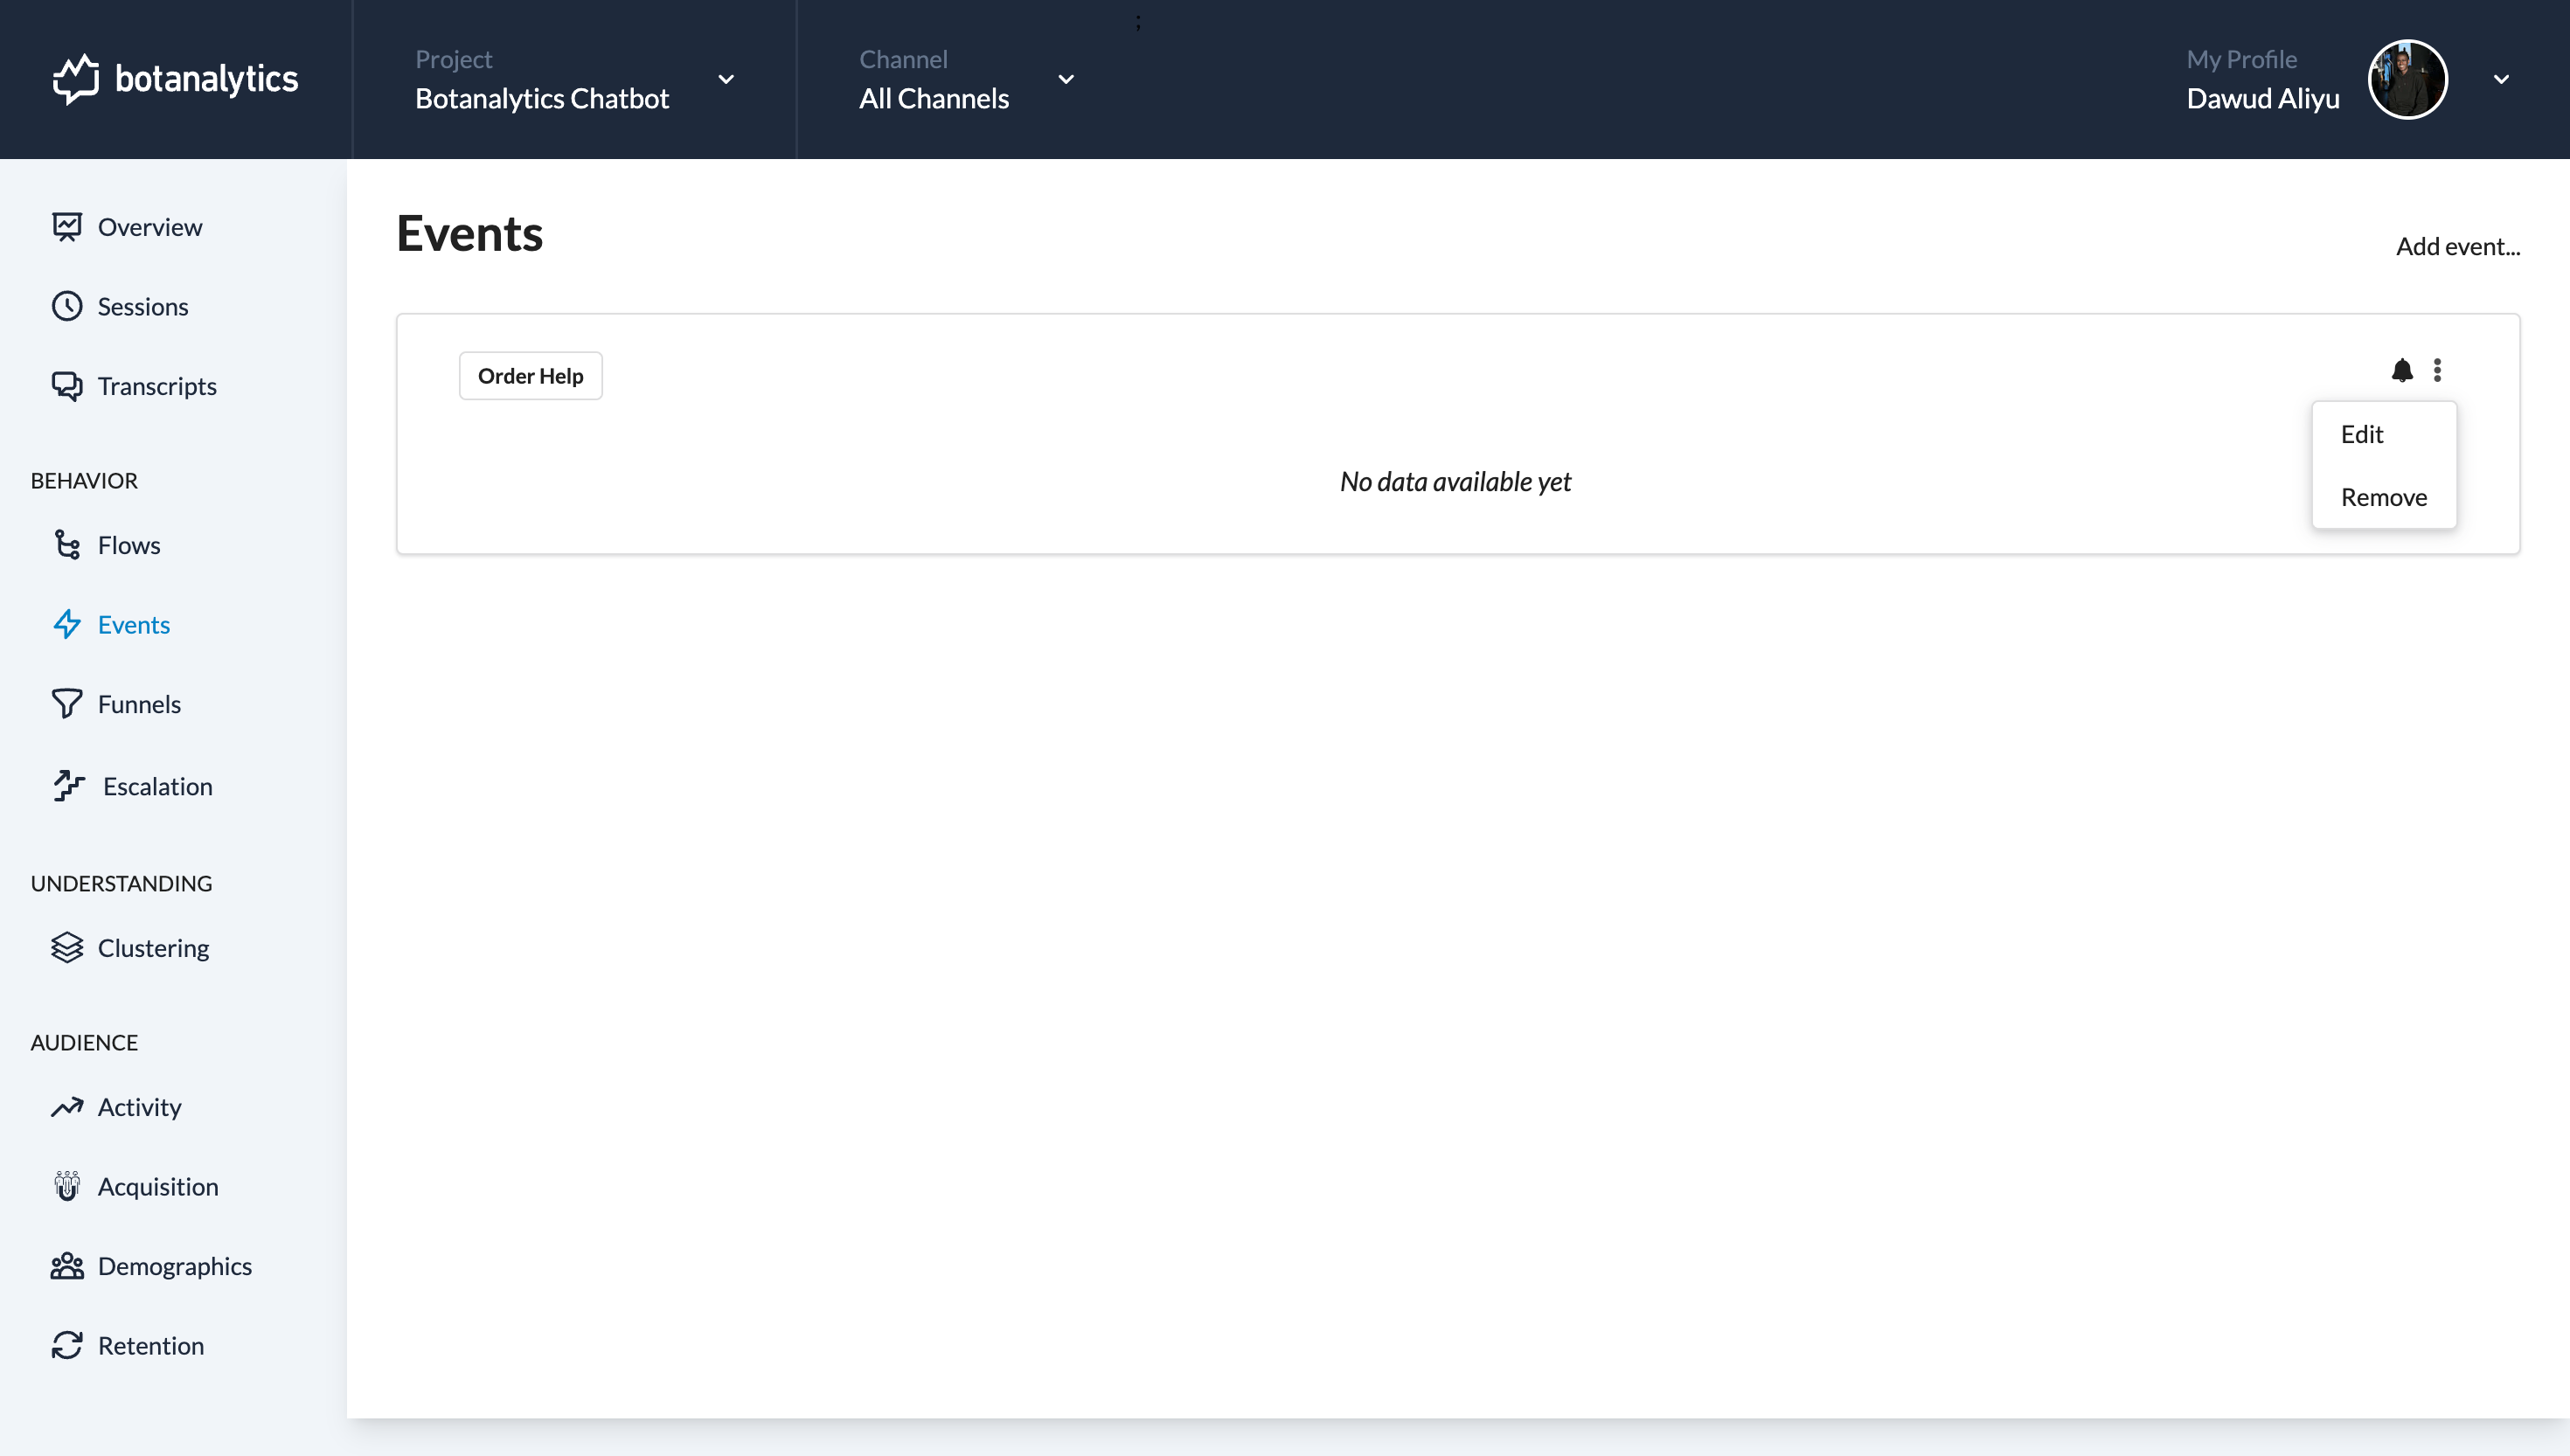 botanalytics
Project
Botanalytics Chatbot
Channel
All Channels
;
My Profile
Dawud Aliyu
Overview
Sessions
Transcripts
BEHAVIOR
Flows
Events
Funnels
Escalation
UNDERSTANDING
Clustering
AUDIENCE
Activity
Acquisition
Demographics
Retention
Events
Add event...
Order Help
Edit
Remove
No data available yet